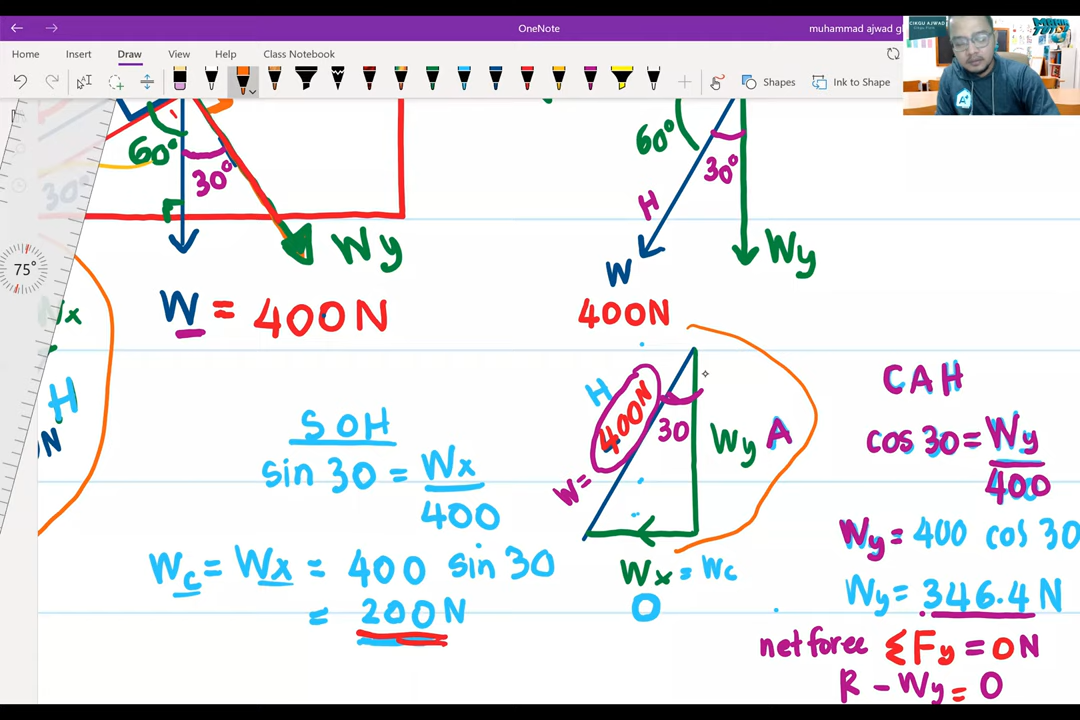 OneNote
muhammad ajwad
CIKGU AJWAD
Home Insert Draw View Help Class Notebook
Shapes
Ink to Shape
60°
30°
Wy
W = 400N
30°
75°
Wx
H
N
60°
30°
H
W
400N
Wy
SOH
sin 30 = Wx
400
Wc = Wx = 400 sin 30
= 200N
H
400N
W =
30
Wy A
Wx = Wc
O
CAH
cos 30 = Wy
400
Wy = 400 cos 30
Wy = 346.4 N
net force ΣFy = 0N
R - Wy = 0